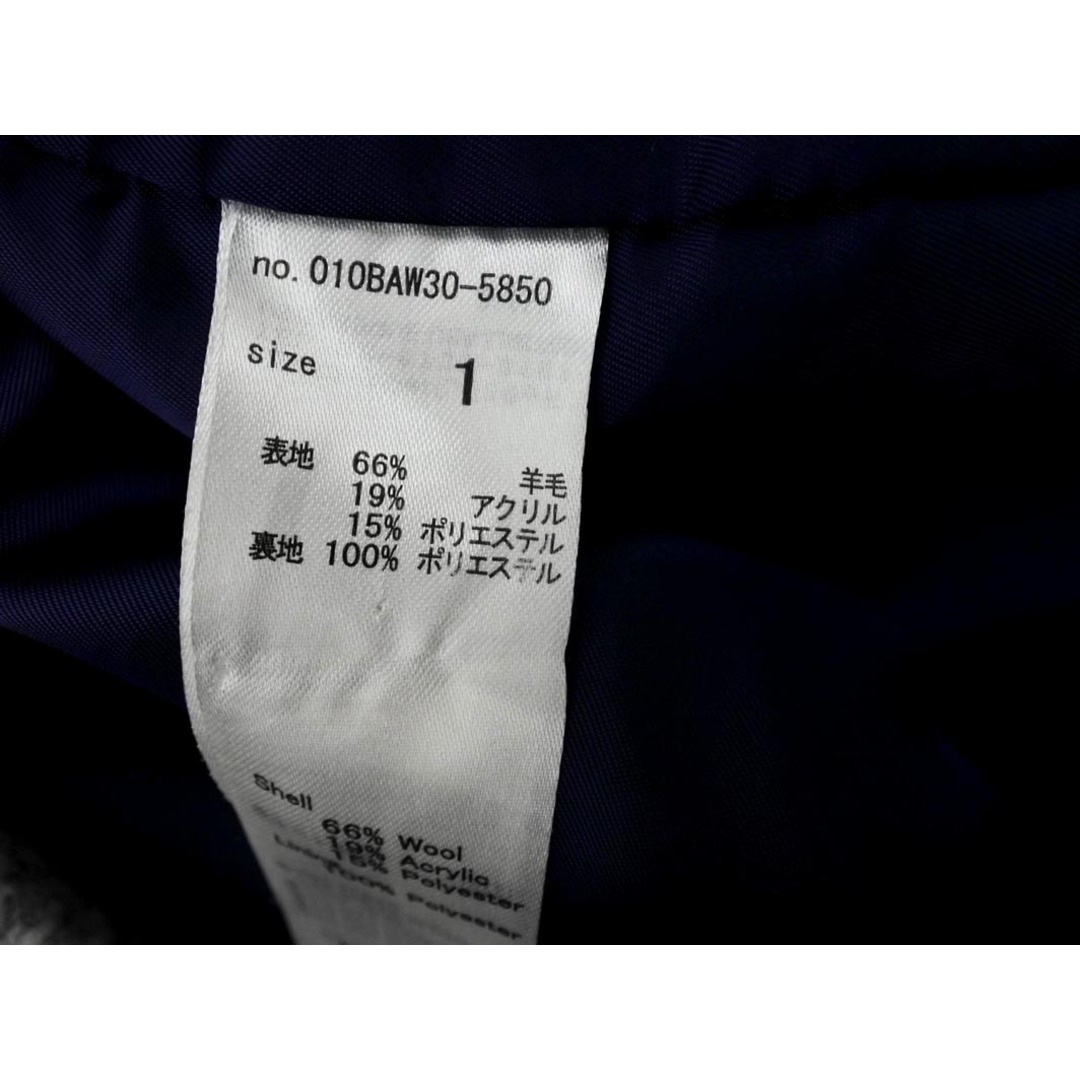 no. 010BAW30-5850
size 1
表地 66% 羊毛
19% アクリル
15% ポリエステル
裏地 100% ポリエステル
Shell
66% Wool
19% Acrylic
15% Polyester
100% Polyester